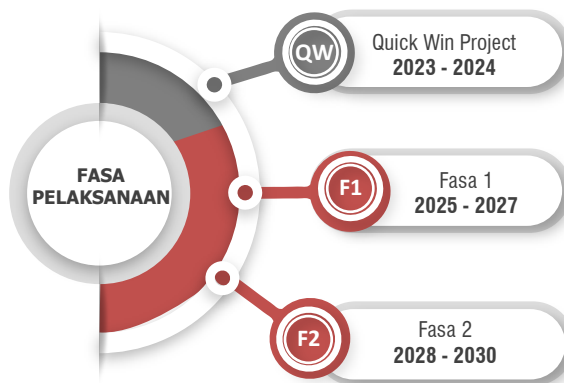 FASA
PELAKSANAAN
QW
Quick Win Project
2023 - 2024
F1
Fasa 1
2025 - 2027
F2
Fasa 2
2028 - 2030